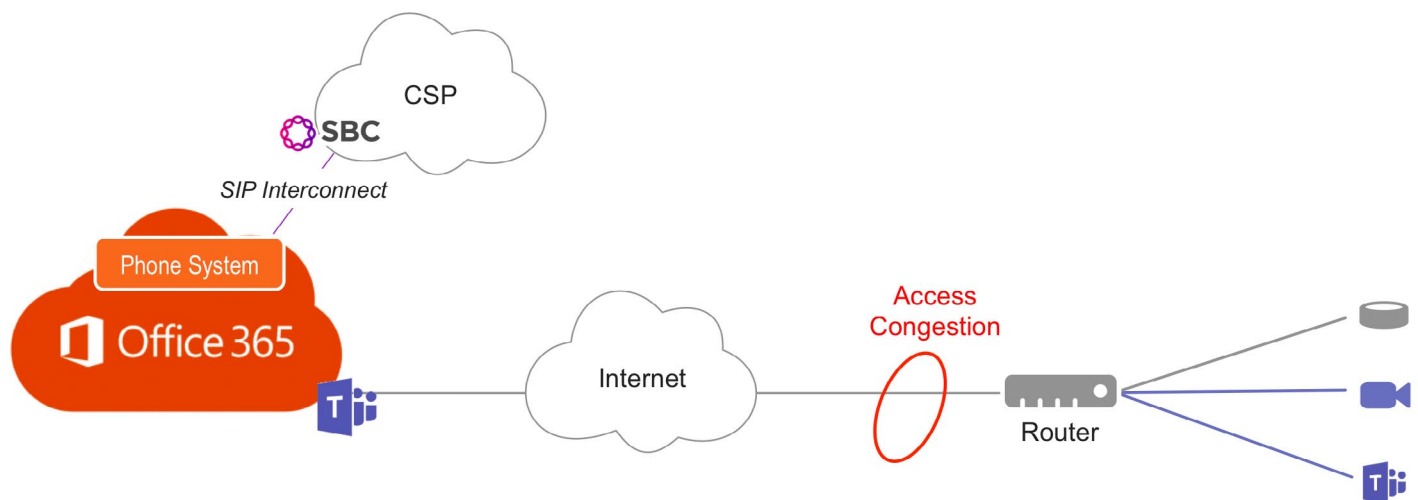 CSP
SBC
SIP Interconnect
Phone System
Office 365
T
Internet
Access
Congestion
Router
T